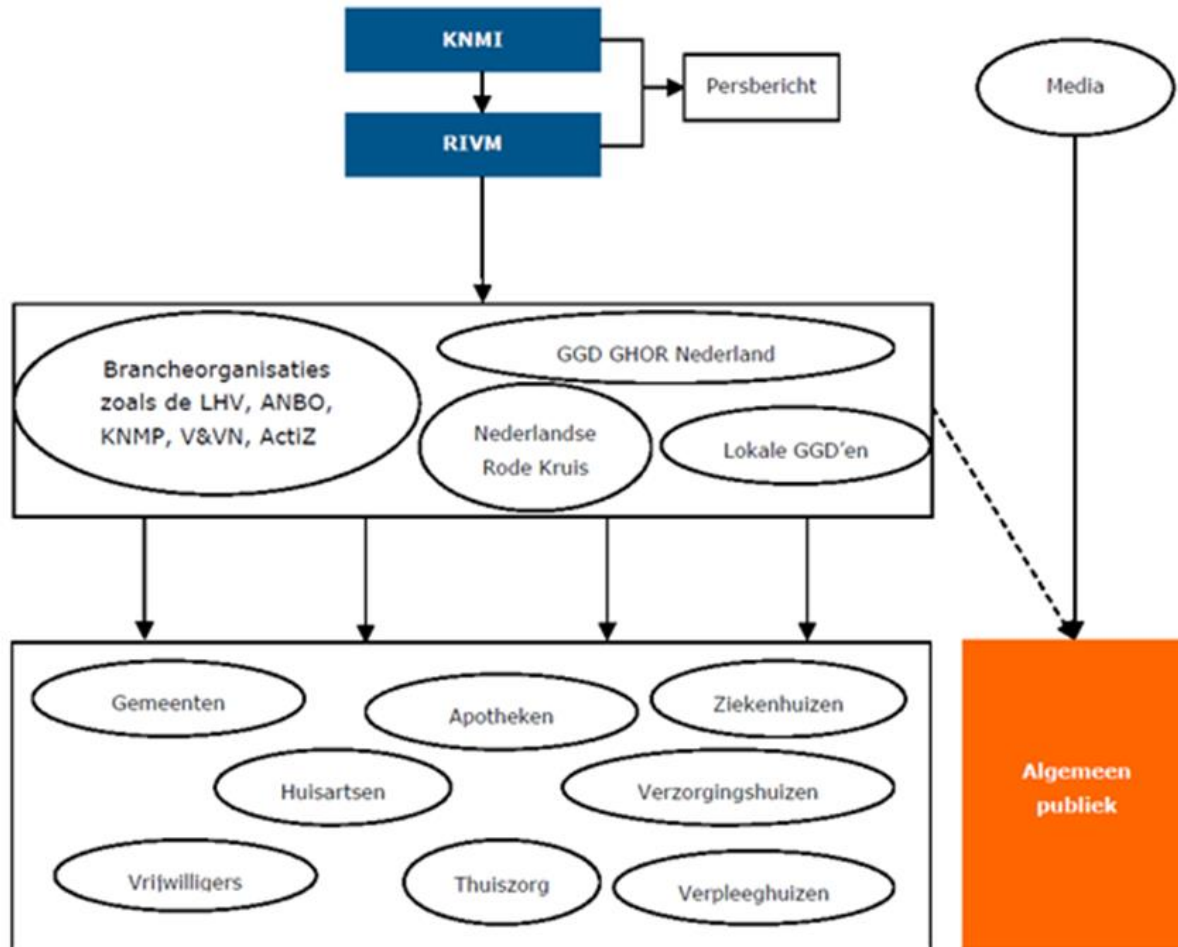 KNMI
Persbericht
Media
RIVM
Brancheorganisaties
zoals de LHV, ANBO,
KNMP, V&VN, ActiZ
GGD GHOR Nederland
Nederlandse
Rode Kruis
Lokale GGD'en
Gemeenten
Apotheken
Ziekenhuizen
Huisartsen
Verzorgingshuizen
Vrijwilligers
Thuiszorg
Verpleeghuizen
Algemeen
publiek